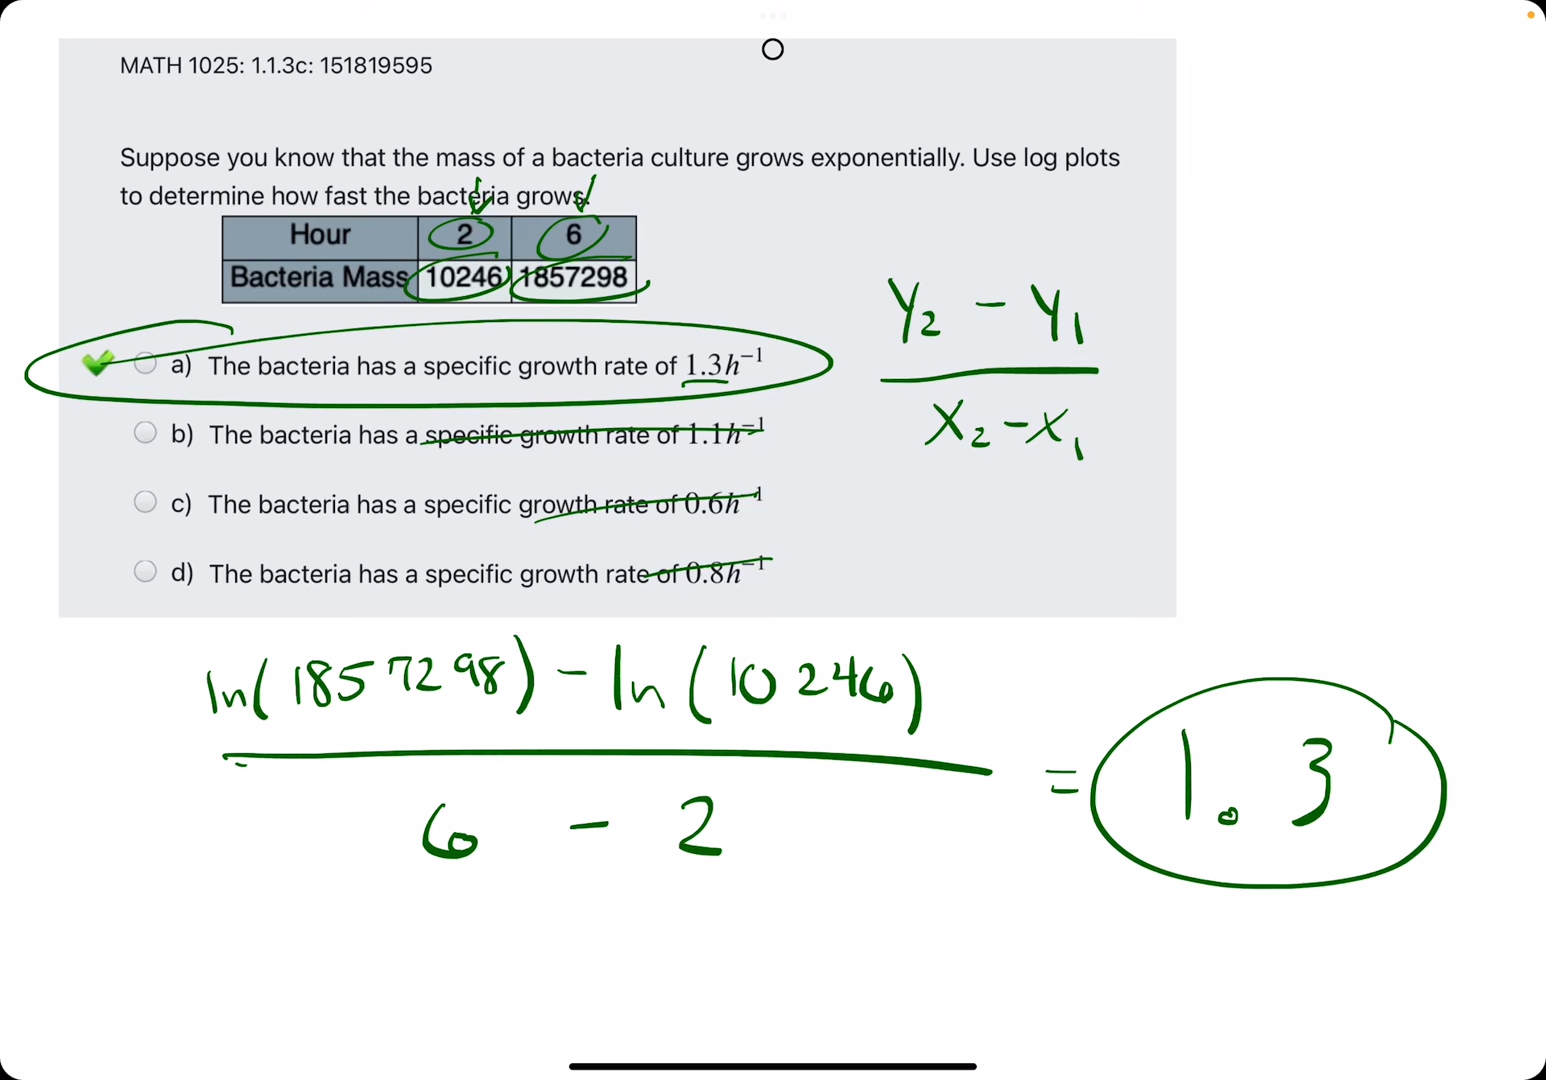 MATH 1025: 1.1.3c: 151819595
Suppose you know that the mass of a bacteria culture grows exponentially. Use log plots
to determine how fast the bacteria grows.
Hour 2 6
Bacteria Mass 10246 1857298
a) The bacteria has a specific growth rate of 1.3h⁻¹
b) The bacteria has a specific growth rate of 1.1h⁻¹
c) The bacteria has a specific growth rate of 0.6h⁻¹
d) The bacteria has a specific growth rate of 0.8h⁻¹
Y₂ - Y₁
X₂ - X₁
ln(1857298) - ln(10246)
6 - 2
= 1.3